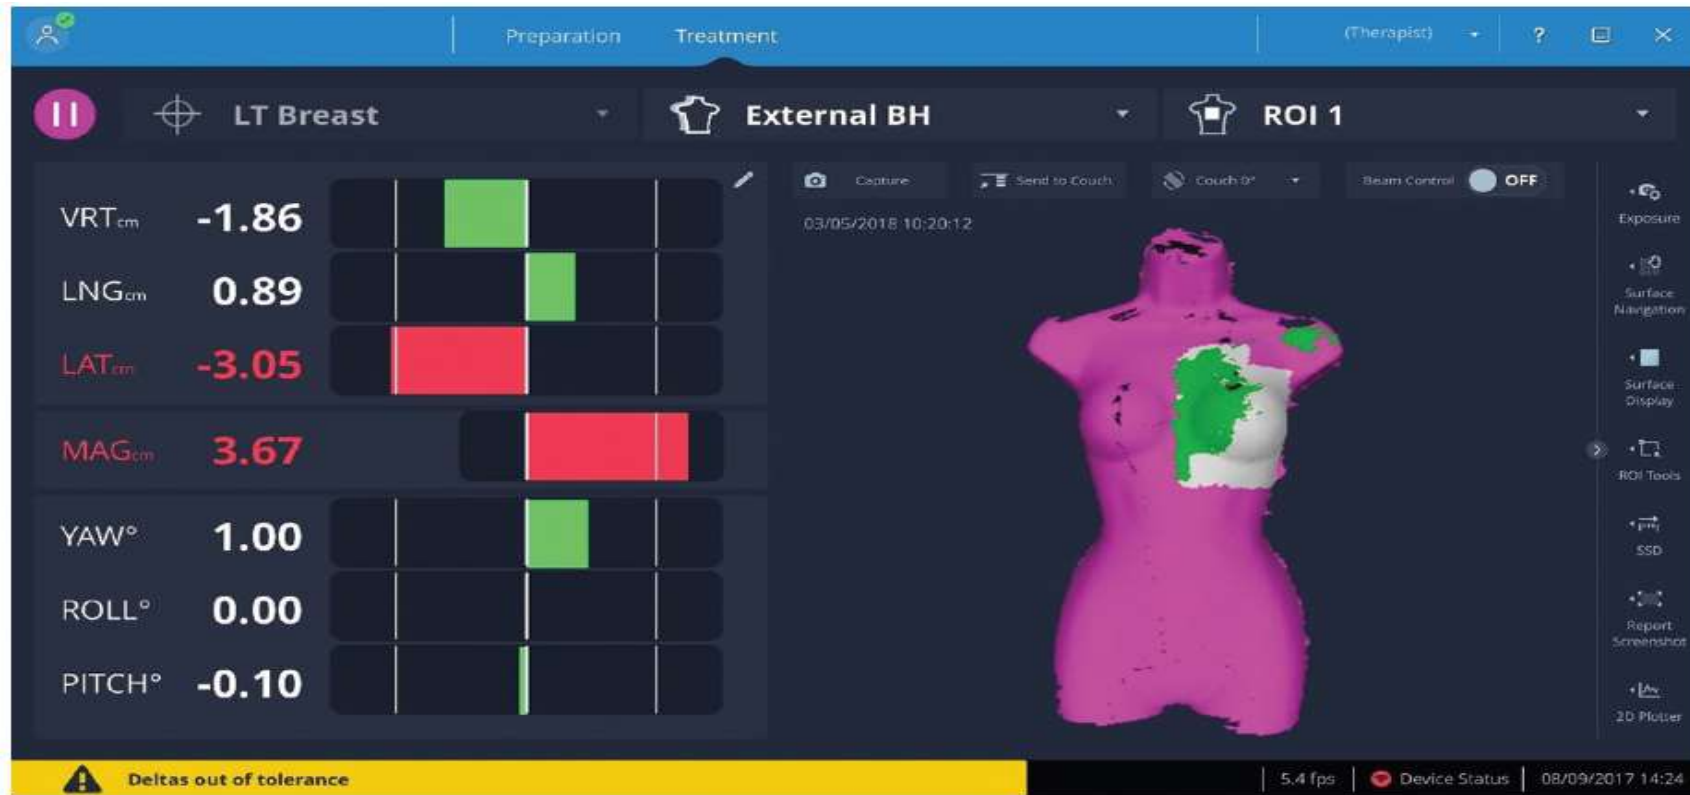 Preparation Treatment (Therapist) ?
LT Breast External BH ROI 1
VRTcm -1.86
LNGcm 0.89
LATcm -3.05
MAGcm 3.67
YAW° 1.00
ROLL° 0.00
PITCH° -0.10
Capture Send to Couch Couch 0° Beam Control OFF
03/05/2018 10:20:12
Exposure
Surface
Navigation
Surface
Display
ROI Tools
SSD
Report
Screenshot
2D Plotter
Deltas out of tolerance 5.4 fps Device Status 08/09/2017 14:24